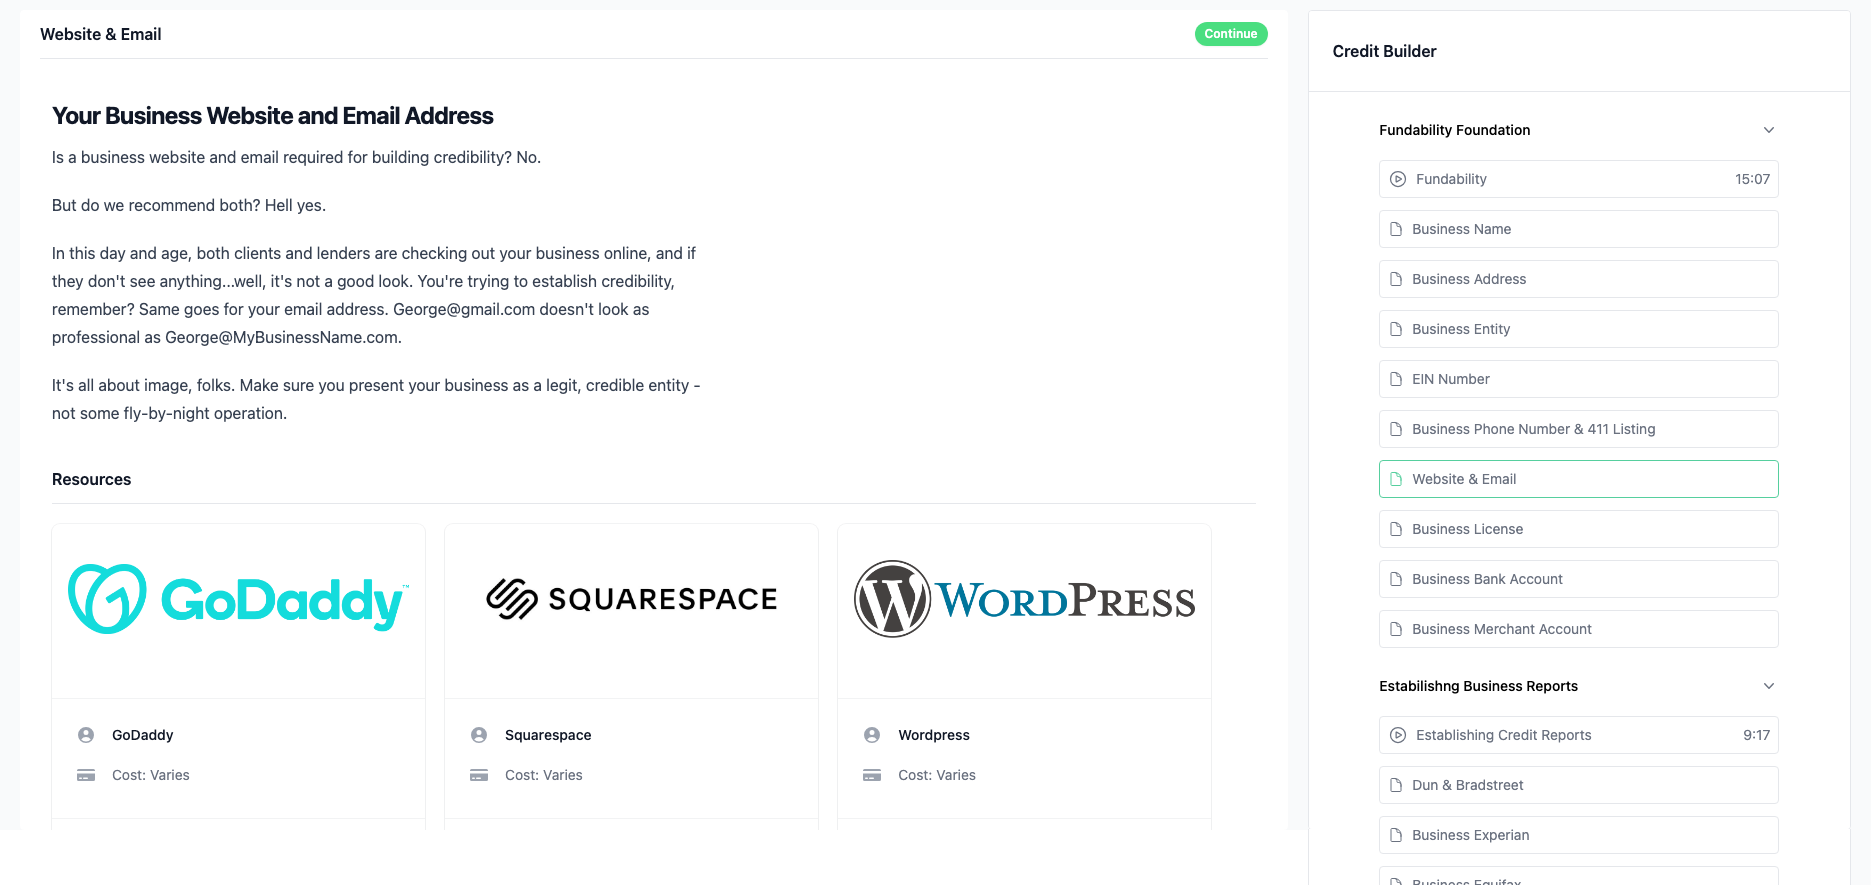 Website & Email
Continue
Your Business Website and Email Address
Is a business website and email required for building credibility? No.
But do we recommend both? Hell yes.
In this day and age, both clients and lenders are checking out your business online, and if
they don't see anything...well, it's not a good look. You're trying to establish credibility,
remember? Same goes for your email address. George@gmail.com doesn't look as
professional as George@MyBusinessName.com.
It's all about image, folks. Make sure you present your business as a legit, credible entity -
not some fly-by-night operation.
Resources
GoDaddy™
SQUARESPACE
WORDPRESS
GoDaddy
Cost: Varies
Squarespace
Cost: Varies
Wordpress
Cost: Varies
Credit Builder
Fundability Foundation
Fundability 15:07
Business Name
Business Address
Business Entity
EIN Number
Business Phone Number & 411 Listing
Website & Email
Business License
Business Bank Account
Business Merchant Account
Estabilishng Business Reports
Establishing Credit Reports 9:17
Dun & Bradstreet
Business Experian
Business Equifax